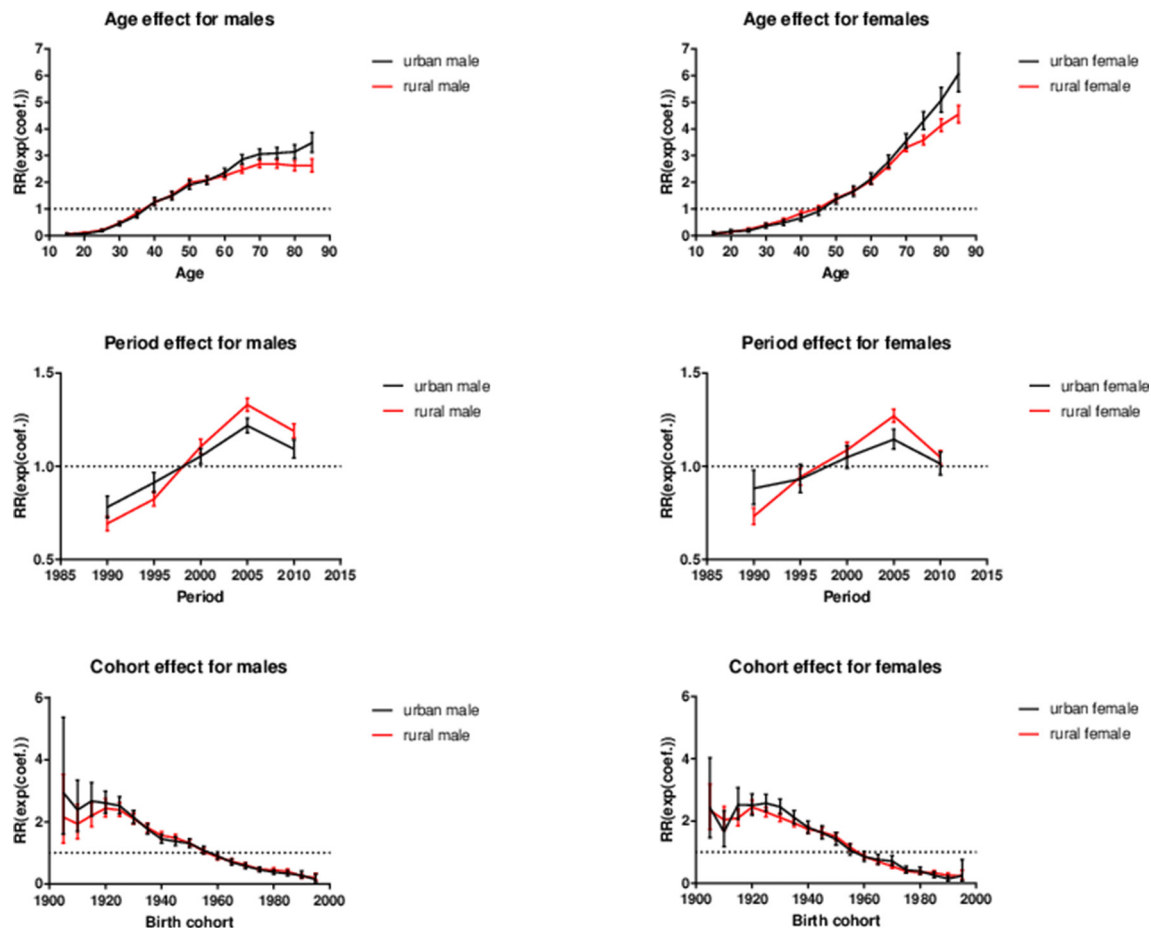 Age effect for males
RR(exp(coef.))
7
6
5
4
3
2
1
0
10 20 30 40 50 60 70 80 90
Age
urban male
rural male
Age effect for females
RR(exp(coef.))
7
6
5
4
3
2
1
0
10 20 30 40 50 60 70 80 90
Age
urban female
rural female
Period effect for males
RR(exp(coef.))
1.5
1.0
0.5
1985 1990 1995 2000 2005 2010 2015
Period
urban male
rural male
Period effect for females
RR(exp(coef.))
1.5
1.0
0.5
1985 1990 1995 2000 2005 2010 2015
Period
urban female
rural female
Cohort effect for males
RR(exp(coef.))
6
4
2
0
1900 1920 1940 1960 1980 2000
Birth cohort
urban male
rural male
Cohort effect for females
RR(exp(coef.))
6
4
2
0
1900 1920 1940 1960 1980 2000
Birth cohort
urban female
rural female